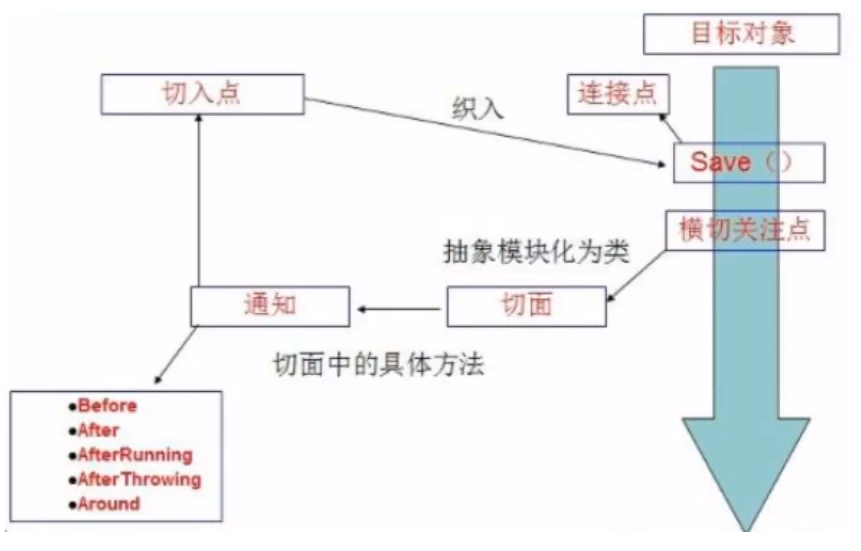 目标对象
切入点
连接点
织入
Save（）
横切关注点
抽象模块化为类
通知
切面
切面中的具体方法
●Before
●After
●AfterRunning
●AfterThrowing
●Around